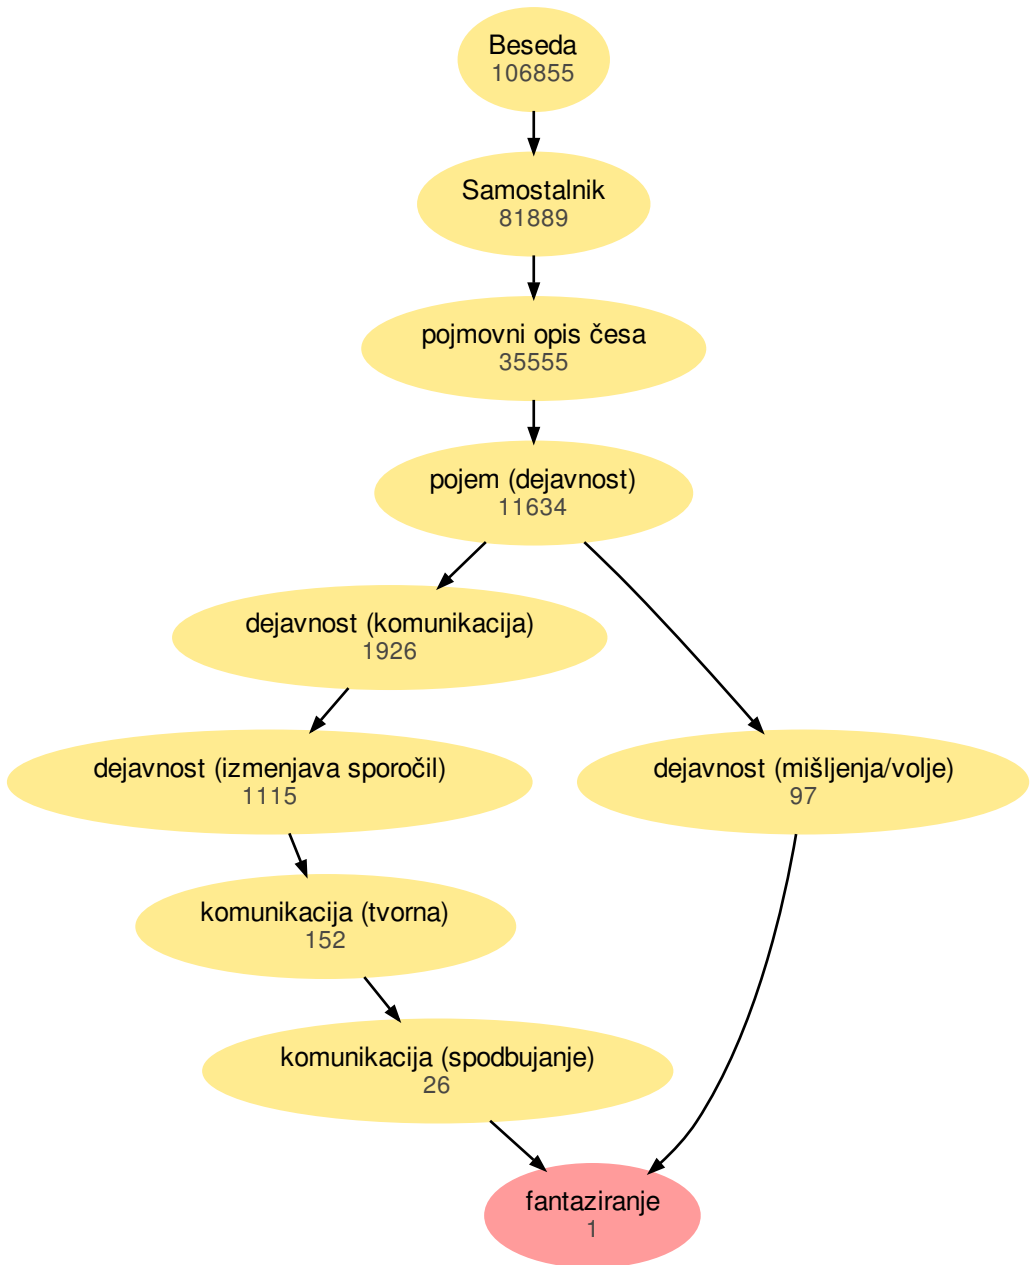 Beseda
106855
Samostalnik
81889
pojmovni opis česa
35555
pojem (dejavnost)
11634
dejavnost (komunikacija)
1926
dejavnost (izmenjava sporočil)
1115
dejavnost (mišljenja/volje)
97
komunikacija (tvorna)
152
komunikacija (spodbujanje)
26
fantaziranje
1